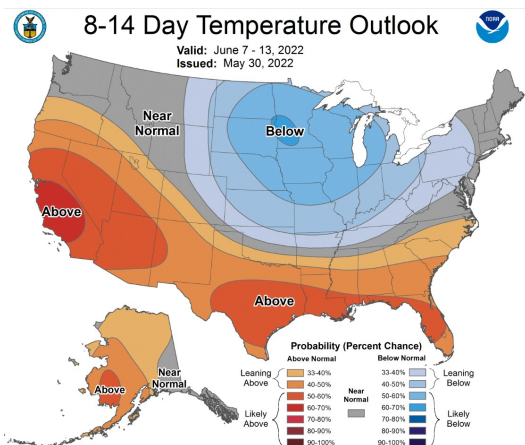 8-14 Day Temperature Outlook
NOAA
Valid: June 7 - 13, 2022
Issued: May 30, 2022
Near
Normal
Below
Above
Above
Above
Near
Normal
Probability (Percent Chance)
Above Normal
Below Normal
Leaning
Above
33-40%
40-50%
Likely
Above
50-60%
60-70%
70-80%
80-90%
90-100%
Near
Normal
33-40%
40-50%
Leaning
Below
50-60%
60-70%
70-80%
80-90%
90-100%
Likely
Below